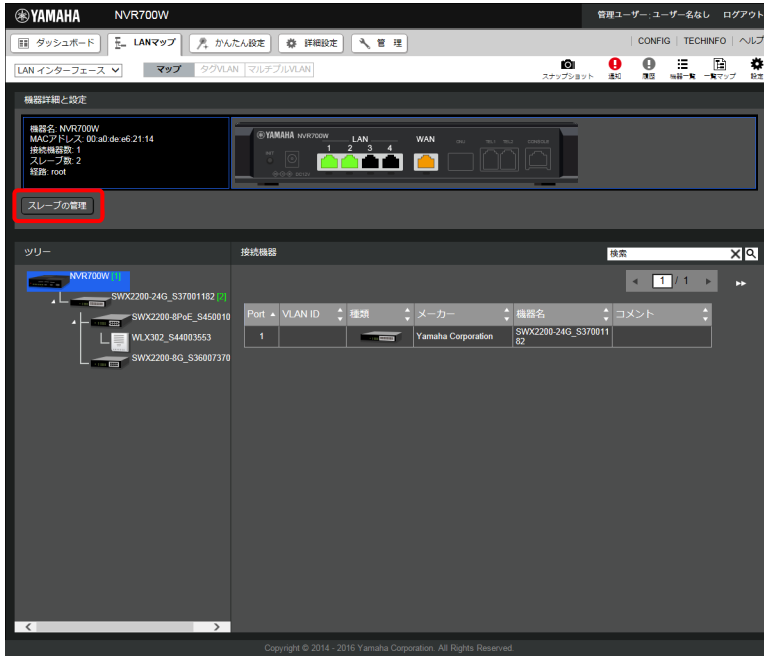 YAMAHA NVR700W 管理ユーザー: ユーザー名なし ログアウト
ダッシュボード LANマップ かんたん設定 詳細設定 管 理 CONFIG TECHINFO ヘルプ
LAN インターフェース マップ タグVLAN マルチプルVLAN スナップショット 通知 履歴 機器一覧 一覧マップ 設定
機器詳細と設定
機器名: NVR700W
MACアドレス: 00:a0:de:e6:21:14
接続機器数: 1
スレーブ数: 2
経路: root
YAMAHA NVR700W LAN WAN ONU TEL1 TEL2 CONSOLE
1 2 3 4
スレーブの管理
ツリー
NVR700W [1]
SWX2200-24G_S37001182 [2]
SWX2200-8PoE_S450010
WLX302_S44003553
SWX2200-8G_S36007370
接続機器 検索
1 / 1
Port VLAN ID 種類 メーカー 機器名 コメント
1 Yamaha Corporation SWX2200-24G_S370011
82
Copyright © 2014 - 2016 Yamaha Corporation. All Rights Reserved.